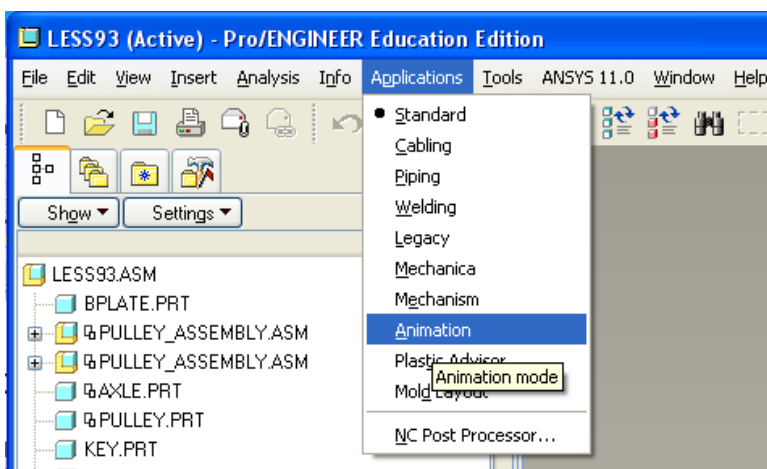 LESS93 (Active) - Pro/ENGINEER Education Edition
File Edit View Insert Analysis Info Applications Tools ANSYS 11.0 Window Help
Standard
Cabling
Piping
Welding
Legacy
Mechanica
Mechanism
Animation
Plastic Advisor
Animation mode
Mold Layout
NC Post Processor...
Show Settings
LESS93.ASM
BPLATE.PRT
PULLEY_ASSEMBLY.ASM
PULLEY_ASSEMBLY.ASM
AXLE.PRT
PULLEY.PRT
KEY.PRT